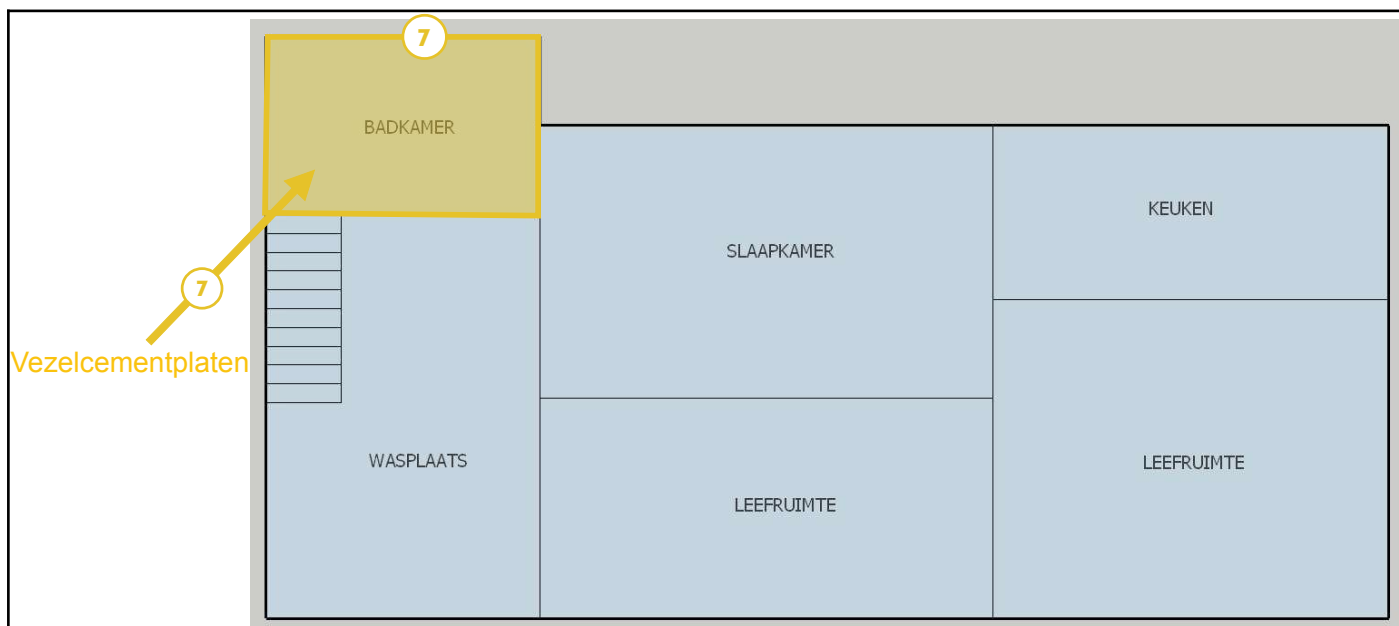 7
BADKAMER
KEUKEN
SLAAPKAMER
7
Vezelcementplaten
WASPLAATS
LEEFRUIMTE
LEEFRUIMTE